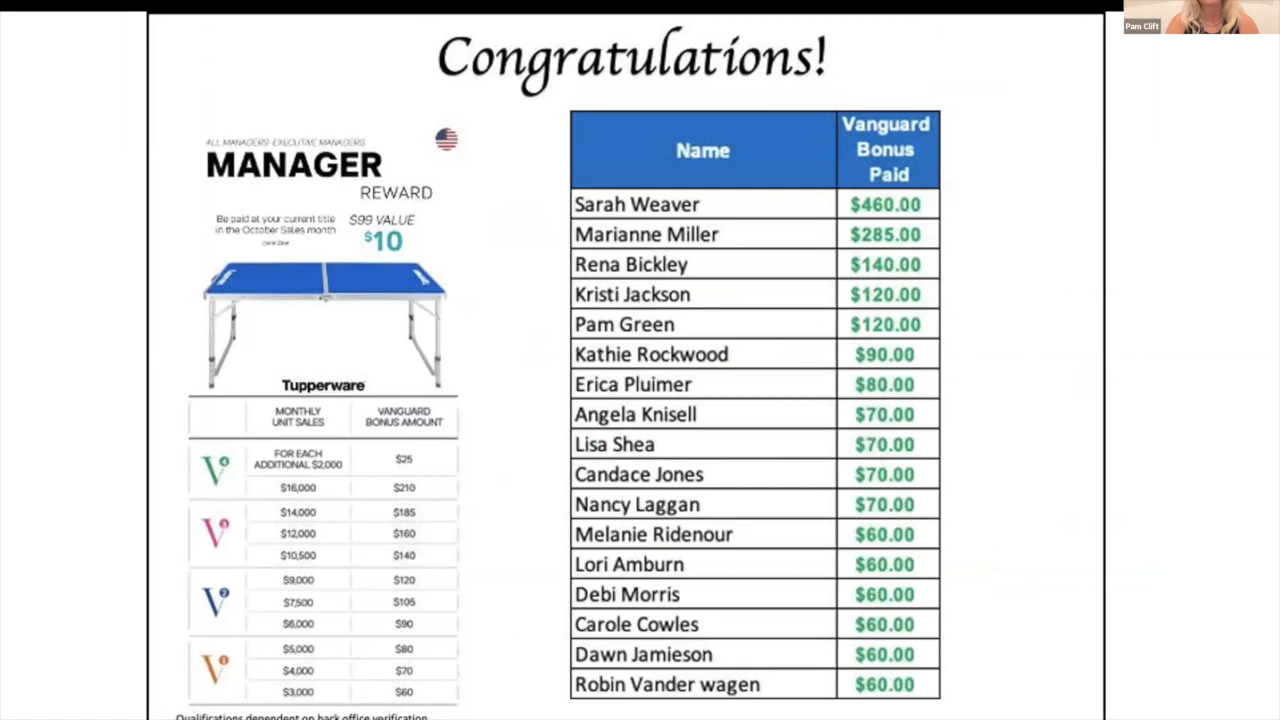 Pam Clift
Congratulations!
ALL MANAGERS-EXECUTIVE MANAGERS
MANAGER
REWARD
Be paid at your current title
in the October Sales month
$99 VALUE
$10
Tupperware
MONTHLY UNIT SALES VANGUARD BONUS AMOUNT
V4 FOR EACH ADDITIONAL $2,000 $25
$16,000 $210
V3 $14,000 $185
$12,000 $160
$10,500 $140
V2 $9,000 $120
$7,500 $105
$6,000 $90
V1 $5,000 $80
$4,000 $70
$3,000 $60
Qualifications dependent on back office verification
Name Vanguard Bonus Paid
Sarah Weaver $460.00
Marianne Miller $285.00
Rena Bickley $140.00
Kristi Jackson $120.00
Pam Green $120.00
Kathie Rockwood $90.00
Erica Pluimer $80.00
Angela Knisell $70.00
Lisa Shea $70.00
Candace Jones $70.00
Nancy Laggan $70.00
Melanie Ridenour $60.00
Lori Amburn $60.00
Debi Morris $60.00
Carole Cowles $60.00
Dawn Jamieson $60.00
Robin Vander wagen $60.00